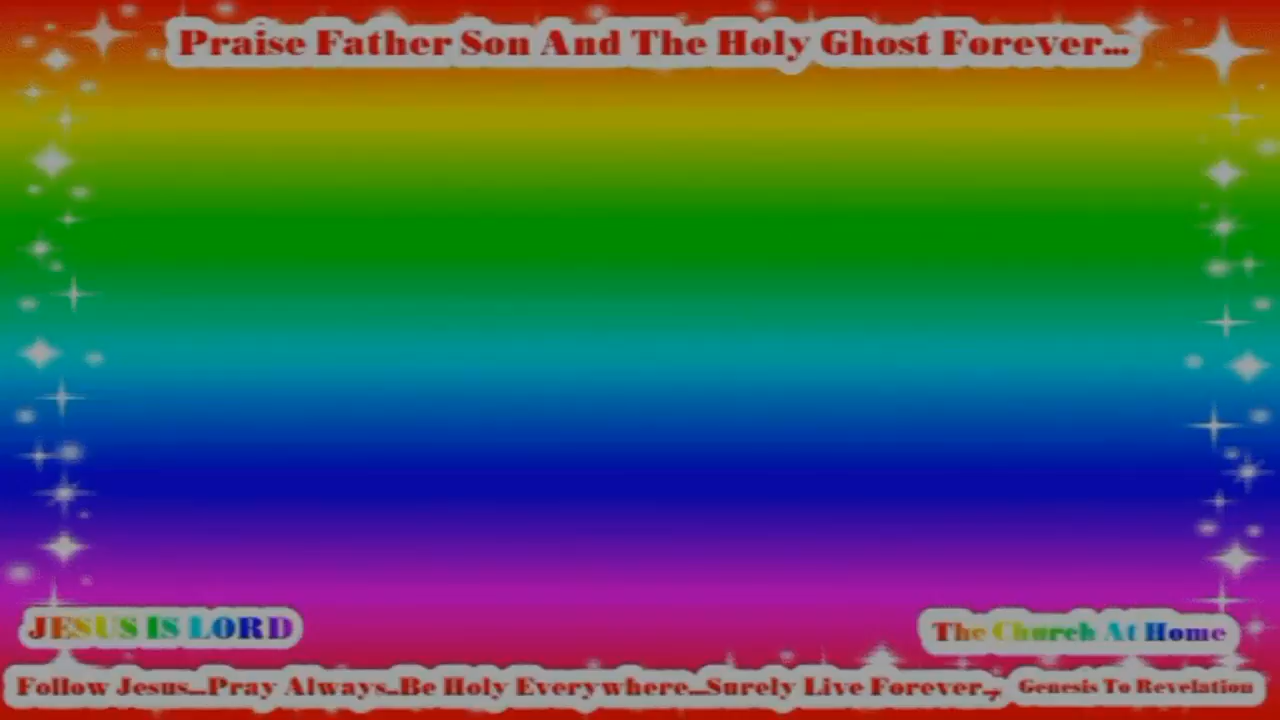 Praise Father Son And The Holy Ghost Forever...
JESUS IS LORD
The Church At Home
Follow Jesus...Pray Always..Be Holy Everywhere...Surely Live Forever..,
Genesis To Revelation